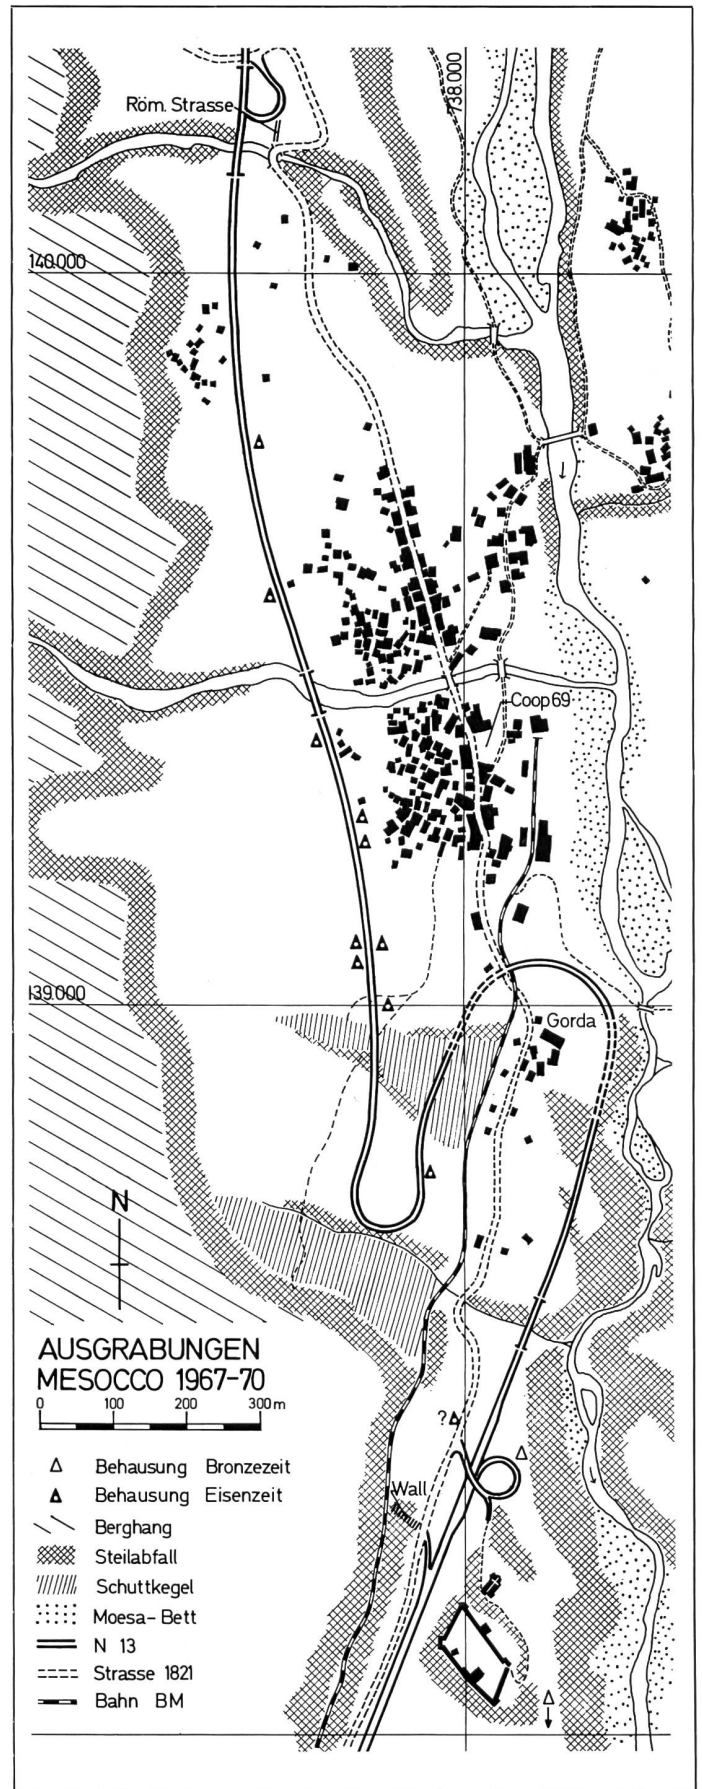 738.000
Röm. Strasse
140.000
Coop 69
139.000
Gorda
N
AUSGRABUNGEN
MESOCCO 1967-70
0 100 200 300 m
Behausung Bronzezeit
Behausung Eisenzeit
Berghang
Steilabfall
Schuttkegel
Moesa-Bett
N 13
Strasse 1821
Bahn BM
?
Wall